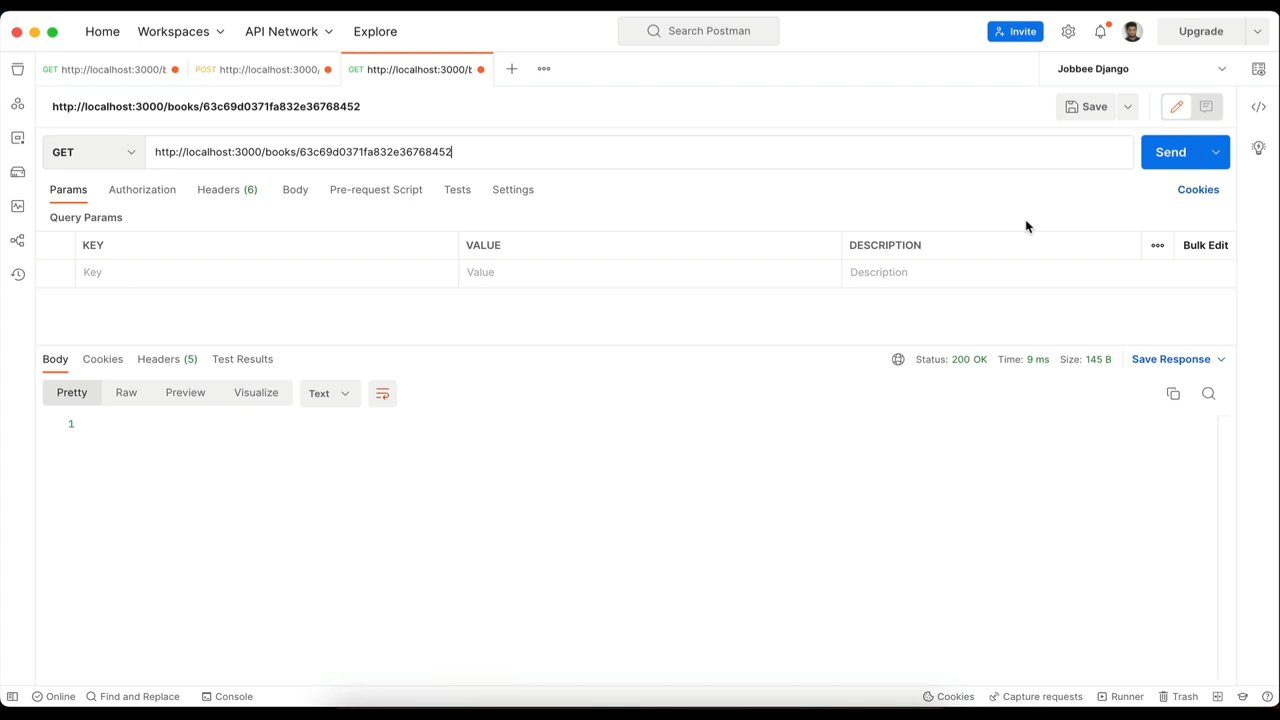 Home Workspaces API Network Explore Search Postman Invite Upgrade
GET http://localhost:3000/b POST http://localhost:3000/ GET http://localhost:3000/b Jobbee Django
http://localhost:3000/books/63c69d0371fa832e36768452 Save
GET http://localhost:3000/books/63c69d0371fa832e36768452 Send
Params Authorization Headers (6) Body Pre-request Script Tests Settings Cookies
Query Params
KEY VALUE DESCRIPTION Bulk Edit
Key Value Description
Body Cookies Headers (5) Test Results Status: 200 OK Time: 9 ms Size: 145 B Save Response
Pretty Raw Preview Visualize Text
1
Online Find and Replace Console Cookies Capture requests Runner Trash